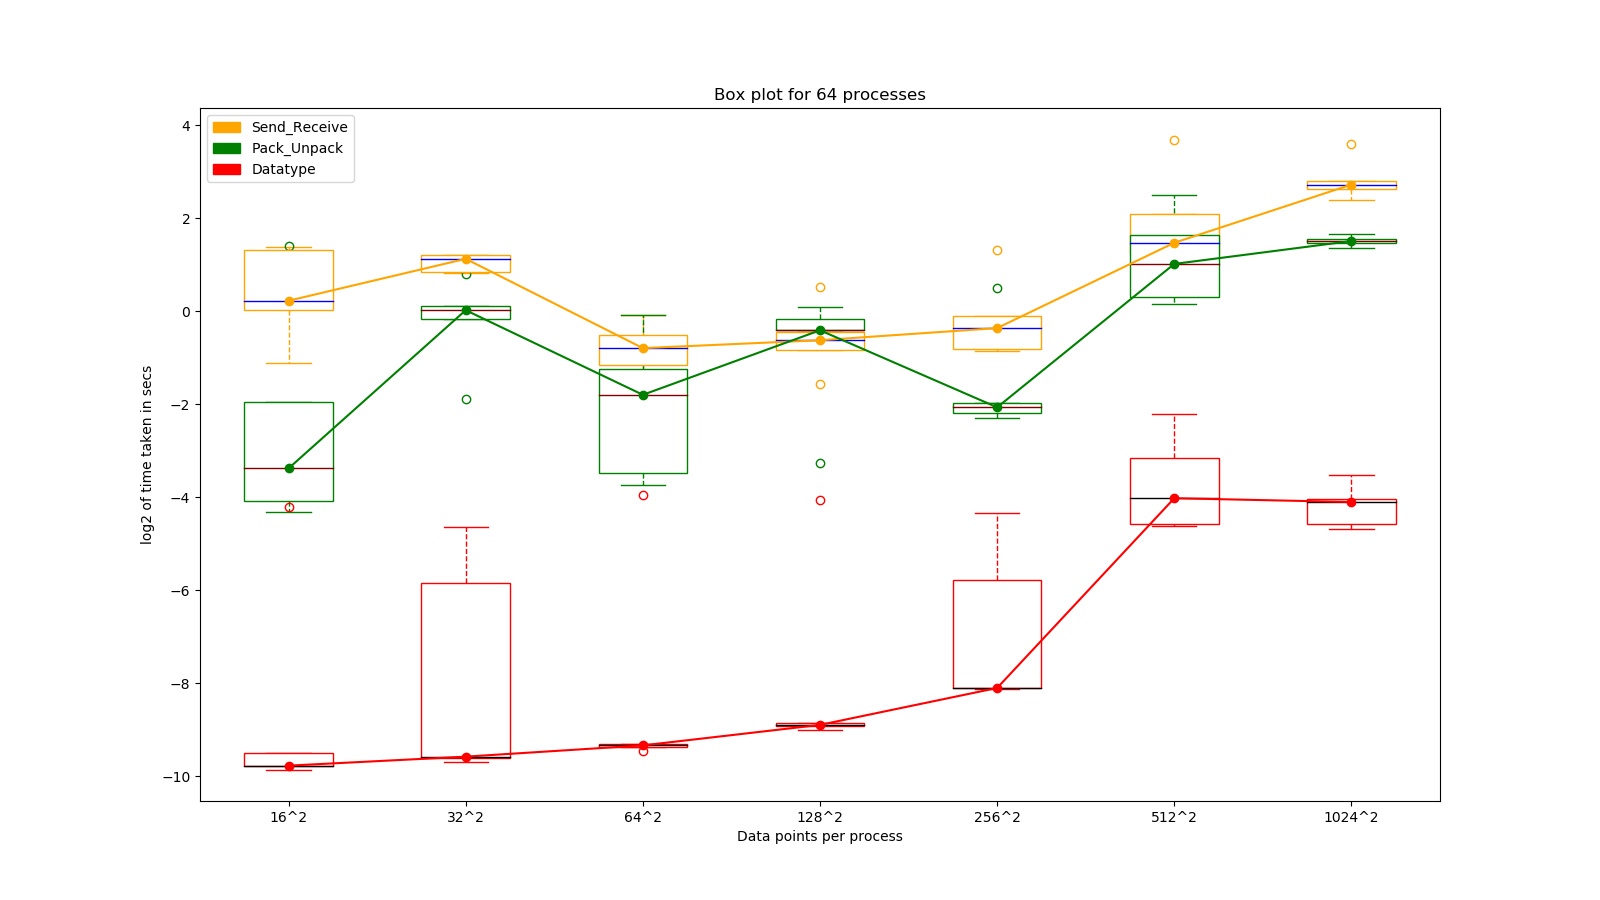 Box plot for 64 processes
Send_Receive
Pack_Unpack
Datatype
4
2
0
−2
−4
−6
−8
−10
log2 of time taken in secs
16^2 32^2 64^2 128^2 256^2 512^2 1024^2
Data points per process